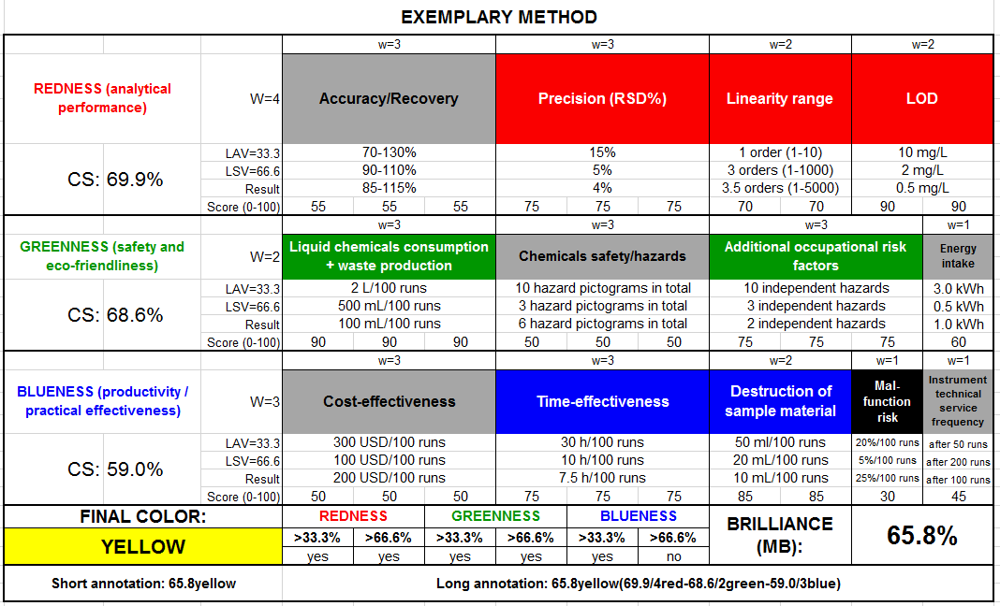 EXEMPLARY METHOD
w=3 w=3 w=2 w=2
REDNESS (analytical
performance)
W=4
Accuracy/Recovery Precision (RSD%) Linearity range LOD
CS: 69.9%
LAV=33.3 70-130% 15% 1 order (1-10) 10 mg/L
LSV=66.6 90-110% 5% 3 orders (1-1000) 2 mg/L
Result 85-115% 4% 3.5 orders (1-5000) 0.5 mg/L
Score (0-100) 55 55 55 75 75 75 70 70 90 90
w=3 w=3 w=3 w=1
GREENNESS (safety and
eco-friendliness)
W=2
Liquid chemicals consumption
+ waste production
Chemicals safety/hazards
Additional occupational risk
factors
Energy
intake
CS: 68.6%
LAV=33.3 2 L/100 runs 10 hazard pictograms in total 10 independent hazards 3.0 kWh
LSV=66.6 500 mL/100 runs 3 hazard pictograms in total 3 independent hazards 0.5 kWh
Result 100 mL/100 runs 6 hazard pictograms in total 2 independent hazards 1.0 kWh
Score (0-100) 90 90 90 50 50 50 75 75 75 60
w=3 w=3 w=2 w=1 w=1
BLUENESS (productivity /
practical effectiveness)
W=3
Cost-effectiveness Time-effectiveness
Destruction of
sample material
Mal-
function
risk
Instrument
technical
service
frequency
CS: 59.0%
LAV=33.3 300 USD/100 runs 30 h/100 runs 50 ml/100 runs 20%/100 runs after 50 runs
LSV=66.6 100 USD/100 runs 10 h/100 runs 20 mL/100 runs 5%/100 runs after 200 runs
Result 200 USD/100 runs 7.5 h/100 runs 10 mL/100 runs 25%/100 runs after 100 runs
Score (0-100) 50 50 50 75 75 75 85 85 30 45
FINAL COLOR: REDNESS GREENNESS BLUENESS
YELLOW
>33.3% >66.6% >33.3% >66.6% >33.3% >66.6%
yes yes yes yes yes no
BRILLIANCE
(MB):
65.8%
Short annotation: 65.8yellow Long annotation: 65.8yellow(69.9/4red-68.6/2green-59.0/3blue)